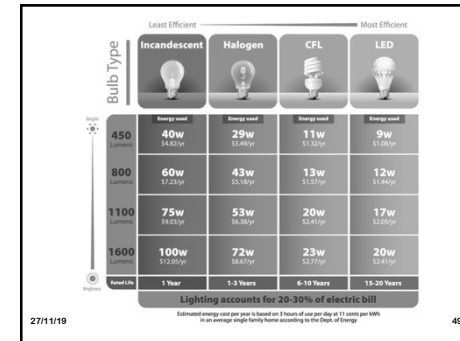 Least Efficient
Most Efficient
Bulb Type
Incandescent
Halogen
CFL
LED
Bright
Energy used
Energy used
Energy used
Energy used
450
Lumens
40w
$4.82/yr
29w
$3.49/yr
11w
$1.32/yr
9w
$1.08/yr
800
Lumens
60w
$7.23/yr
43w
$5.18/yr
13w
$1.57/yr
12w
$1.44/yr
1100
Lumens
75w
$9.03/yr
53w
$6.38/yr
20w
$2.41/yr
17w
$2.05/yr
1600
Lumens
100w
$12.05/yr
72w
$8.67/yr
23w
$2.77/yr
20w
$2.41/yr
Brightest
Rated Life
1 Year
1-3 Years
6-10 Years
15-20 Years
Lighting accounts for 20-30% of electric bill
Estimated energy cost per year is based on 3 hours of use per day at 11 cents per kWh
in an average single family home according to the Dept. of Energy
27/11/19
49